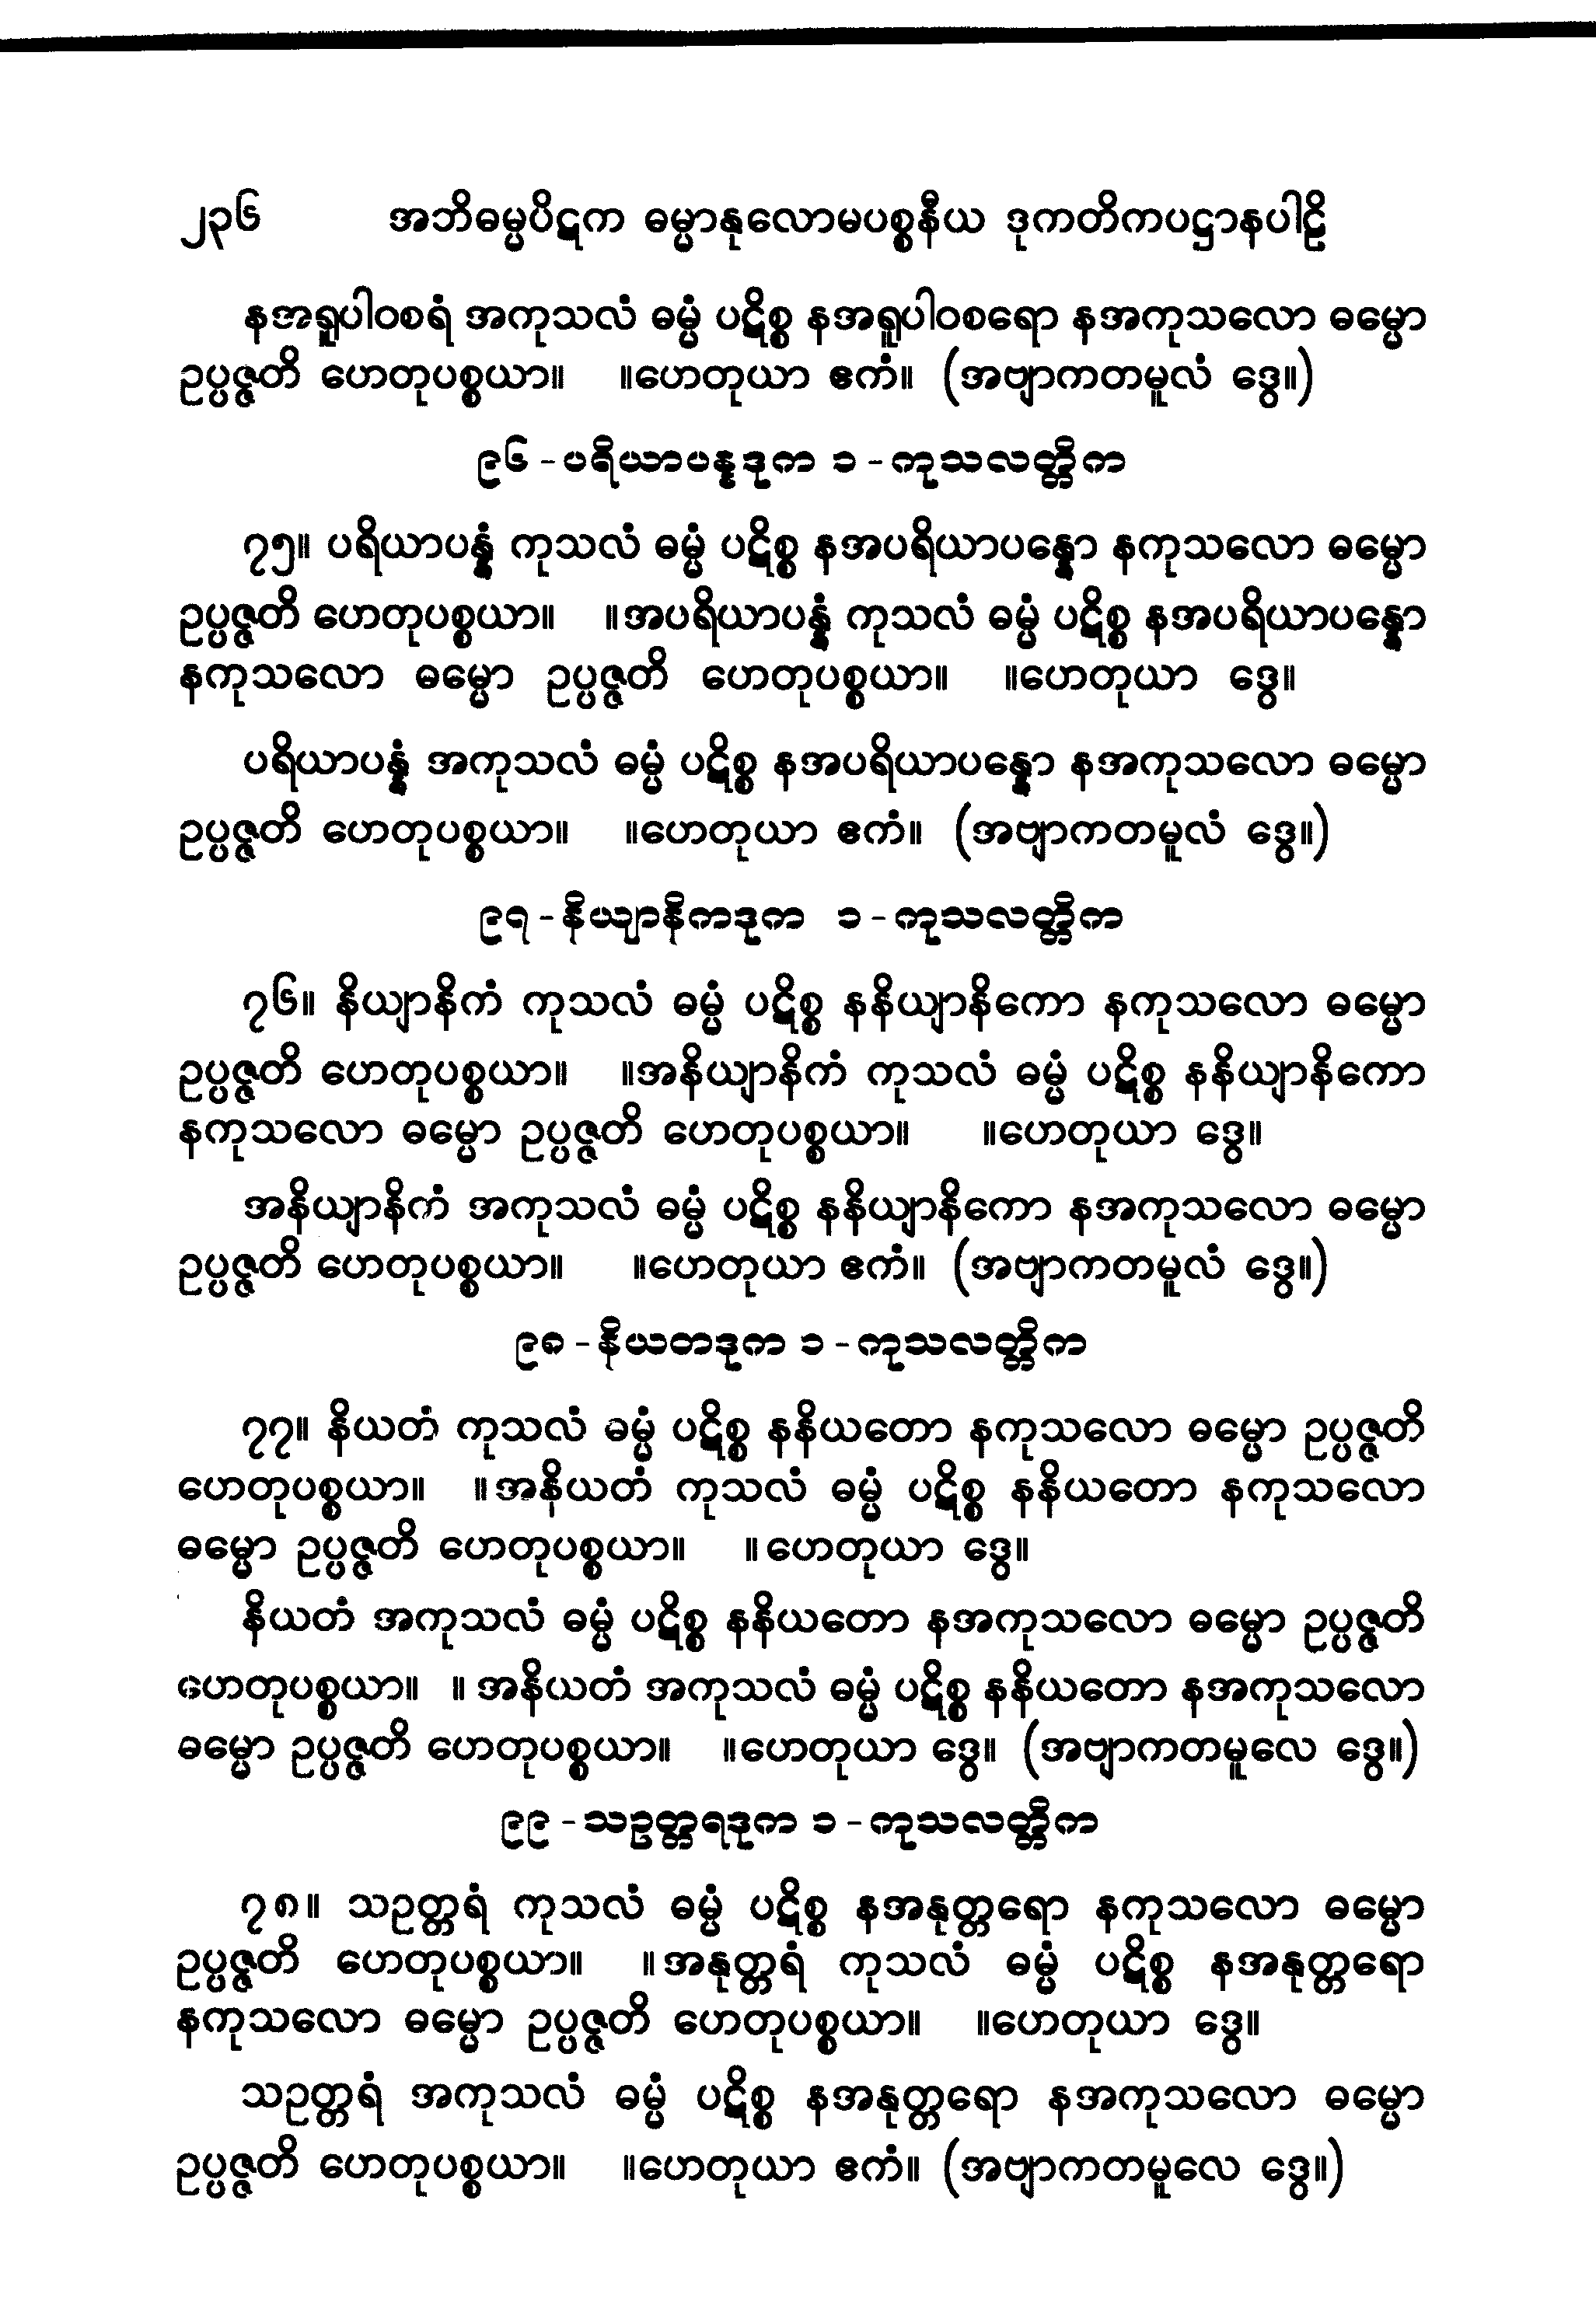 ၂၃၆ အဘိဓမ္မပိဋက ဓမ္မာနုလောမပစ္စနီယ ဒုကတိကပဋ္ဌာနပါဠိ
နအရူပါဝစရံ အကုသလံ ဓမ္မံ ပဋိစ္စ နအရူပါဝစရော နအကုသလော ဓမ္မော
ဥပ္ပဇ္ဇတိ ဟေတုပစ္စယာ။ ။ဟေတုယာ ဧကံ။ (အဗျာကတမူလံ ဒွေ။)
၉၆ - ပရိယာပန္နဒုက ၁ - ကုသလတ္တိက
၇၅။ ပရိယာပန္နံ ကုသလံ ဓမ္မံ ပဋိစ္စ နအပရိယာပန္နော နကုသလော ဓမ္မော
ဥပ္ပဇ္ဇတိ ဟေတုပစ္စယာ။ ။အပရိယာပန္နံ ကုသလံ ဓမ္မံ ပဋိစ္စ နအပရိယာပန္နော
နကုသလော ဓမ္မော ဥပ္ပဇ္ဇတိ ဟေတုပစ္စယာ။ ။ဟေတုယာ ဒွေ။
ပရိယာပန္နံ အကုသလံ ဓမ္မံ ပဋိစ္စ နအပရိယာပန္နော နအကုသလော ဓမ္မော
ဥပ္ပဇ္ဇတိ ဟေတုပစ္စယာ။ ။ဟေတုယာ ဧကံ။ (အဗျာကတမူလံ ဒွေ။)
၉၇ - နိယျာနိကဒုက ၁ - ကုသလတ္တိက
၇၆။ နိယျာနိကံ ကုသလံ ဓမ္မံ ပဋိစ္စ နနိယျာနိကော နကုသလော ဓမ္မော
ဥပ္ပဇ္ဇတိ ဟေတုပစ္စယာ။ ။အနိယျာနိကံ ကုသလံ ဓမ္မံ ပဋိစ္စ နနိယျာနိကော
နကုသလော ဓမ္မော ဥပ္ပဇ္ဇတိ ဟေတုပစ္စယာ။ ။ဟေတုယာ ဒွေ။
အနိယျာနိကံ အကုသလံ ဓမ္မံ ပဋိစ္စ နနိယျာနိကော နအကုသလော ဓမ္မော
ဥပ္ပဇ္ဇတိ ဟေတုပစ္စယာ။ ။ဟေတုယာ ဧကံ။ (အဗျာကတမူလံ ဒွေ။)
၉၈ - နိယတဒုက ၁ - ကုသလတ္တိက
၇၇။ နိယတံ ကုသလံ ဓမ္မံ ပဋိစ္စ နနိယတော နကုသလော ဓမ္မော ဥပ္ပဇ္ဇတိ
ဟေတုပစ္စယာ။ ။အနိယတံ ကုသလံ ဓမ္မံ ပဋိစ္စ နနိယတော နကုသလော
ဓမ္မော ဥပ္ပဇ္ဇတိ ဟေတုပစ္စယာ။ ။ဟေတုယာ ဒွေ။
နိယတံ အကုသလံ ဓမ္မံ ပဋိစ္စ နနိယတော နအကုသလော ဓမ္မော ဥပ္ပဇ္ဇတိ
ဟေတုပစ္စယာ။ ။ အနိယတံ အကုသလံ ဓမ္မံ ပဋိစ္စ နနိယတော နအကုသလော
ဓမ္မော ဥပ္ပဇ္ဇတိ ဟေတုပစ္စယာ။ ။ဟေတုယာ ဒွေ။ (အဗျာကတမူလေ ဒွေ။)
၉၉ - သဥတ္တရဒုက ၁ - ကုသလတ္တိက
၇၈။ သဥတ္တရံ ကုသလံ ဓမ္မံ ပဋိစ္စ နအနုတ္တရော နကုသလော ဓမ္မော
ဥပ္ပဇ္ဇတိ ဟေတုပစ္စယာ။ ။အနုတ္တရံ ကုသလံ ဓမ္မံ ပဋိစ္စ နအနုတ္တရော
နကုသလော ဓမ္မော ဥပ္ပဇ္ဇတိ ဟေတုပစ္စယာ။ ။ဟေတုယာ ဒွေ။
သဥတ္တရံ အကုသလံ ဓမ္မံ ပဋိစ္စ နအနုတ္တရော နအကုသလော ဓမ္မော
ဥပ္ပဇ္ဇတိ ဟေတုပစ္စယာ။ ။ဟေတုယာ ဧကံ။ (အဗျာကတမူလေ ဒွေ။)